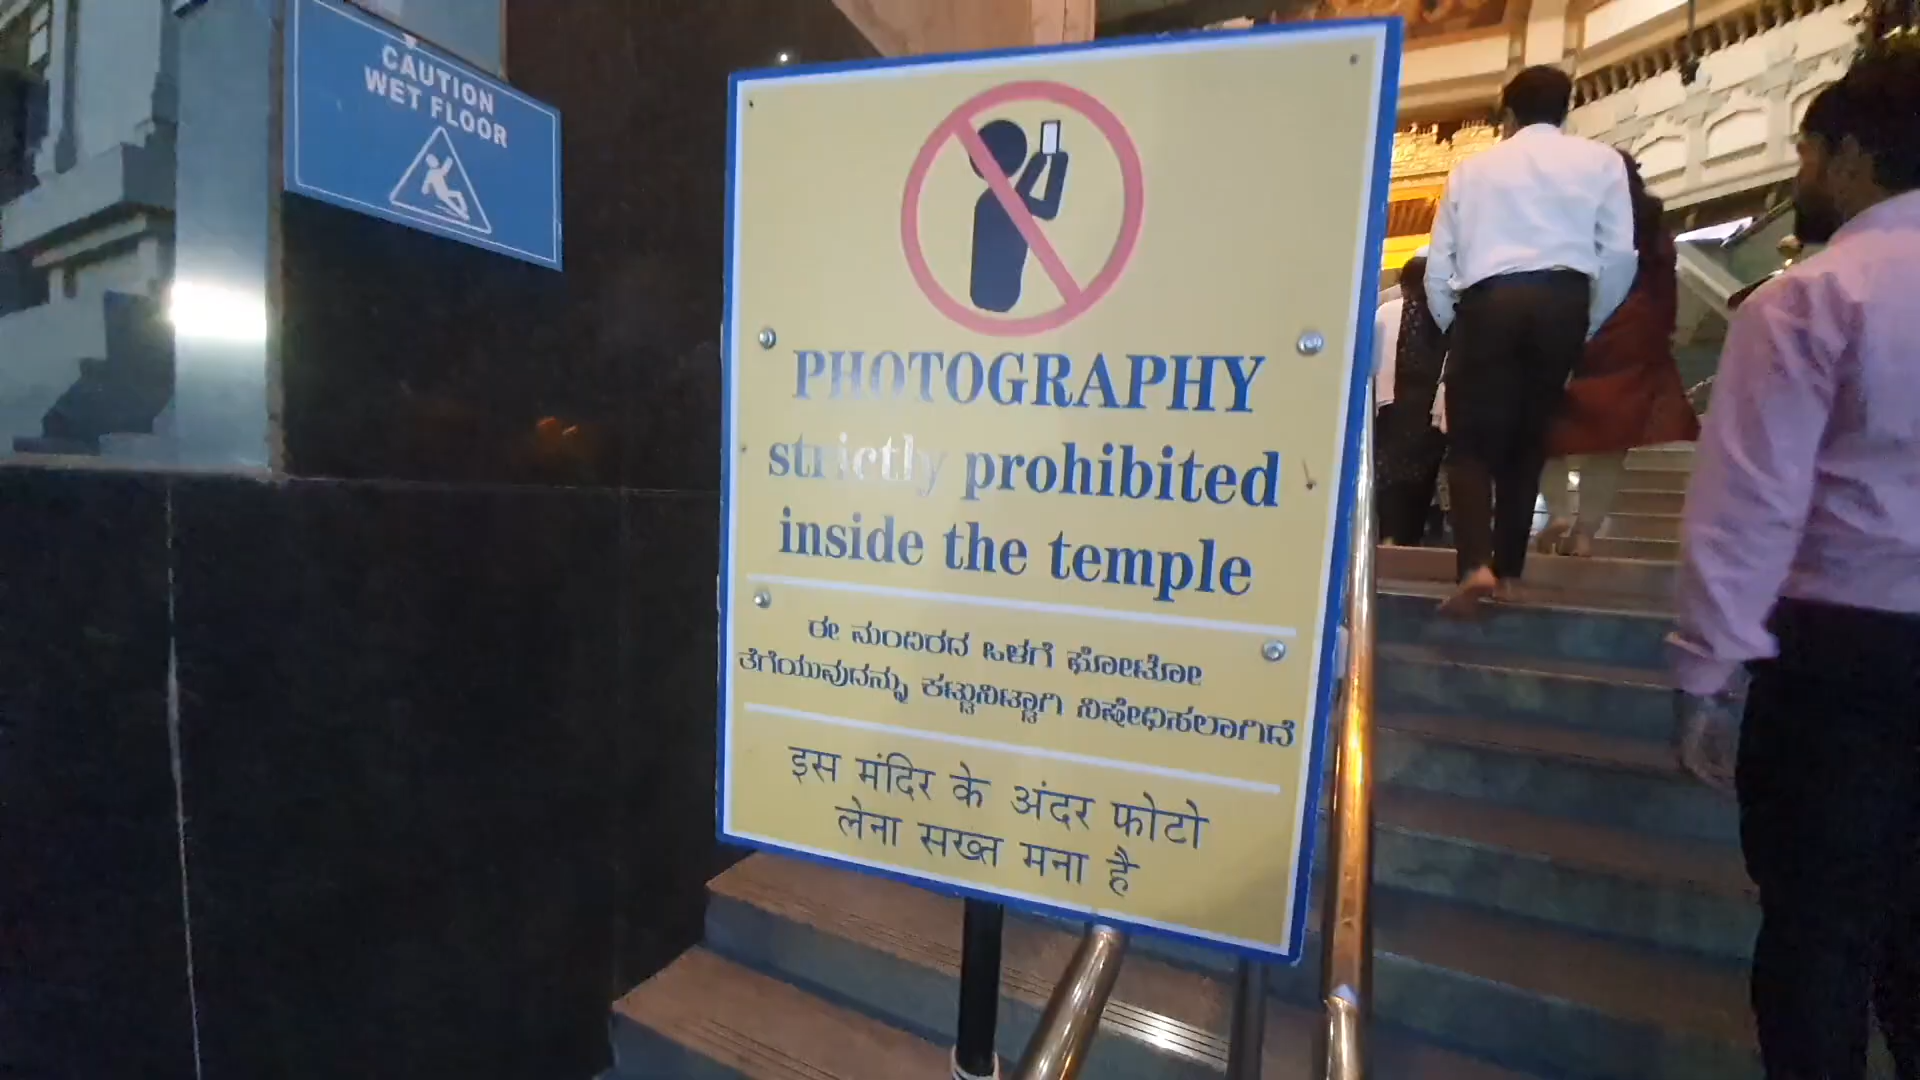 CAUTION
WET FLOOR
PHOTOGRAPHY
strictly prohibited
inside the temple
ಈ ಮಂದಿರದ ಒಳಗೆ ಫೋಟೋ
ತೆಗೆಯುವುದನ್ನು ಕಟ್ಟುನಿಟ್ಟಾಗಿ ನಿಷೇಧಿಸಲಾಗಿದೆ
इस मंदिर के अंदर फोटो
लेना सख्त मना है